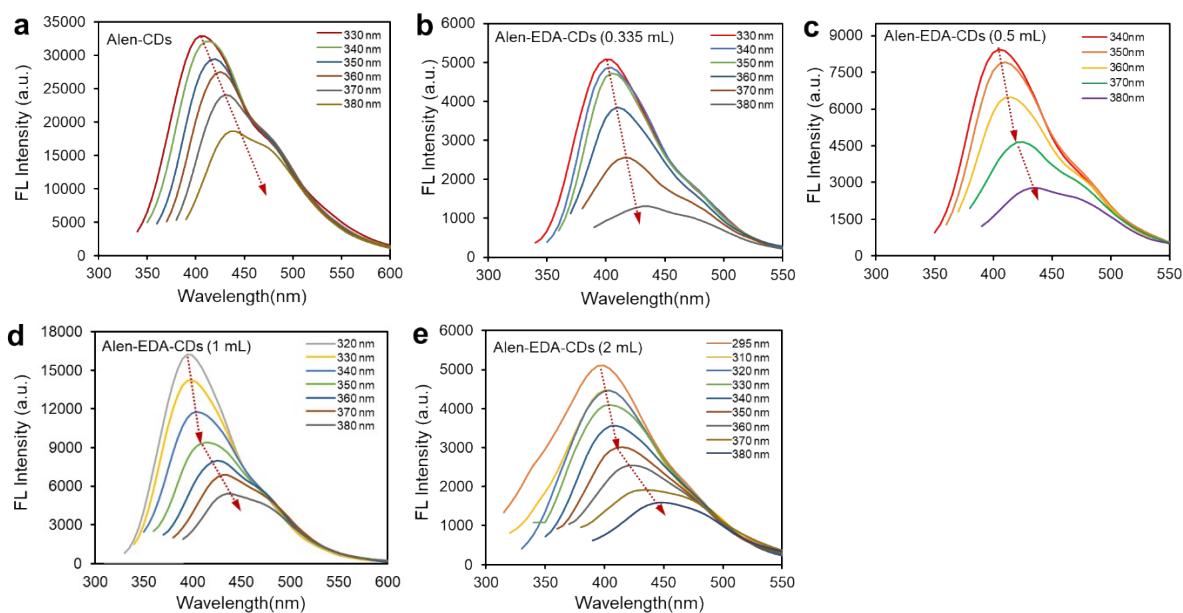 a
Alen-CDs
330 nm
340 nm
350 nm
360 nm
370 nm
380 nm
35000
30000
25000
20000
15000
10000
5000
0
FL Intensity (a.u.)
300 350 400 450 500 550 600
Wavelength(nm)
b
Alen-EDA-CDs (0.335 mL)
330 nm
340 nm
350 nm
360 nm
370 nm
380 nm
6000
5000
4000
3000
2000
1000
0
FL Intensity (a.u.)
300 350 400 450 500 550
Wavelength(nm)
c
Alen-EDA-CDs (0.5 mL)
340nm
350nm
360nm
370nm
380nm
9000
7500
6000
4500
3000
1500
0
FL Intensity (a.u.)
300 350 400 450 500 550
Wavelength(nm)
d
Alen-EDA-CDs (1 mL)
320 nm
330 nm
340 nm
350 nm
360 nm
370 nm
380 nm
18000
15000
12000
9000
6000
3000
0
FL Intensity (a.u.)
300 350 400 450 500 550 600
Wavelength(nm)
e
Alen-EDA-CDs (2 mL)
295 nm
310 nm
320 nm
330 nm
340 nm
350 nm
360 nm
370 nm
380 nm
6000
5000
4000
3000
2000
1000
0
FL Intensity (a.u.)
300 350 400 450 500 550
Wavelength(nm)